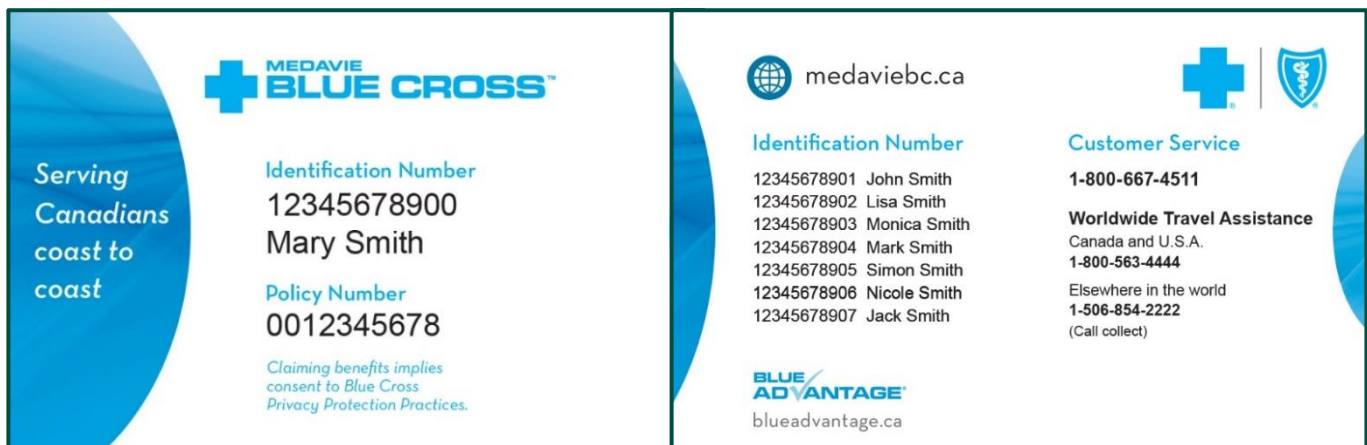 Serving
Canadians
coast to
coast
MEDAVIE
BLUE CROSS™
Identification Number
12345678900
Mary Smith
Policy Number
0012345678
Claiming benefits implies
consent to Blue Cross
Privacy Protection Practices.
medaviebc.ca
Identification Number
12345678901 John Smith
12345678902 Lisa Smith
12345678903 Monica Smith
12345678904 Mark Smith
12345678905 Simon Smith
12345678906 Nicole Smith
12345678907 Jack Smith
BLUE
ADVANTAGE®
blueadvantage.ca
® ®
Customer Service
1-800-667-4511
Worldwide Travel Assistance
Canada and U.S.A.
1-800-563-4444
Elsewhere in the world
1-506-854-2222
(Call collect)